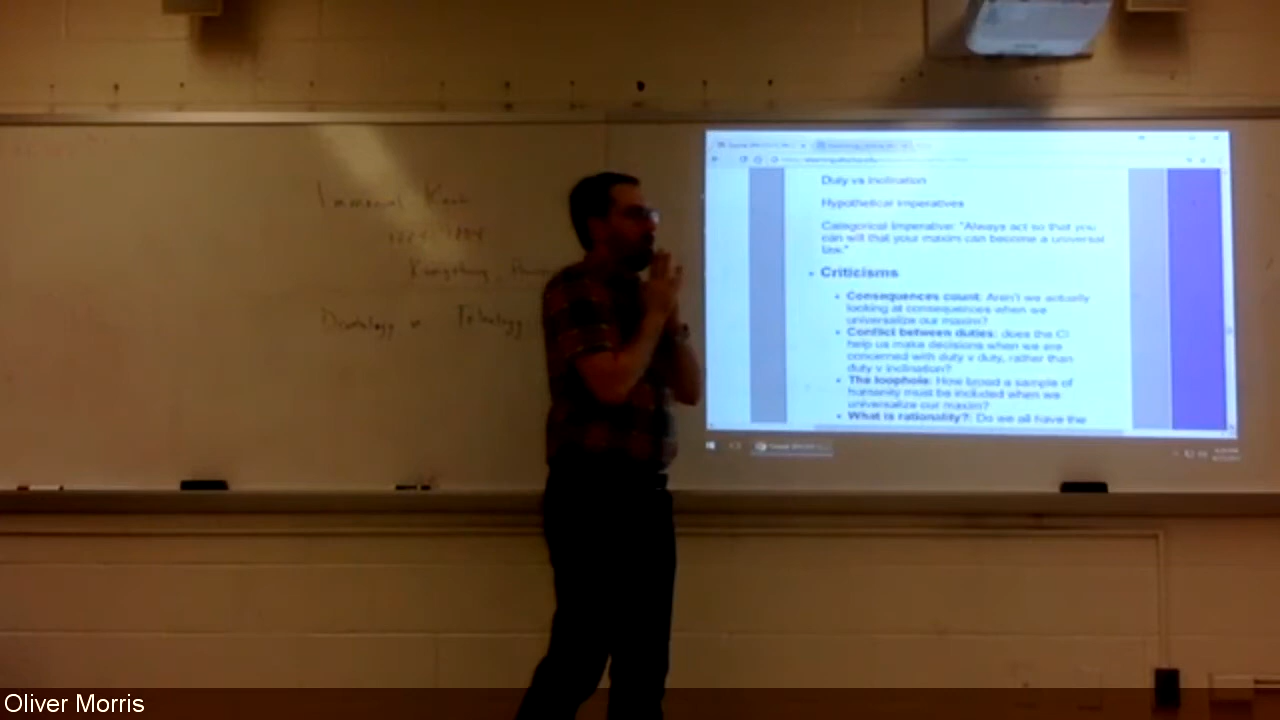 Immanuel Kant
1724-1804
Deontology Teleology
Duty vs inclination
Hypothetical imperatives
Categorical Imperative: "Always act so that you
can will that your maxim can become a universal
law."
Criticisms
Consequences count: Aren't we actually
looking at consequences when we
universalize our maxim?
Conflict between duties: does the CI
help us make decisions when we are
concerned with duty v duty, rather than
duty v inclination?
The loophole: How broad a sample of
humanity must be included when we
universalize our maxim?
What is rationality?: Do we all have the
Oliver Morris